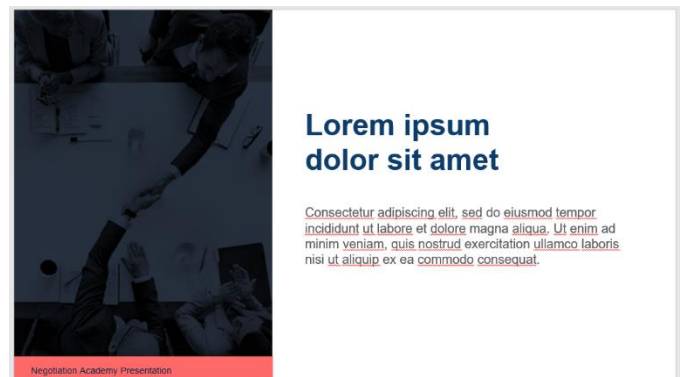 Lorem ipsum
dolor sit amet
Consectetur adipiscing elit, sed do eiusmod tempor
incididunt ut labore et dolore magna aliqua. Ut enim ad
minim veniam, quis nostrud exercitation ullamco laboris
nisi ut aliquip ex ea commodo consequat.
Negotiation Academy Presentation